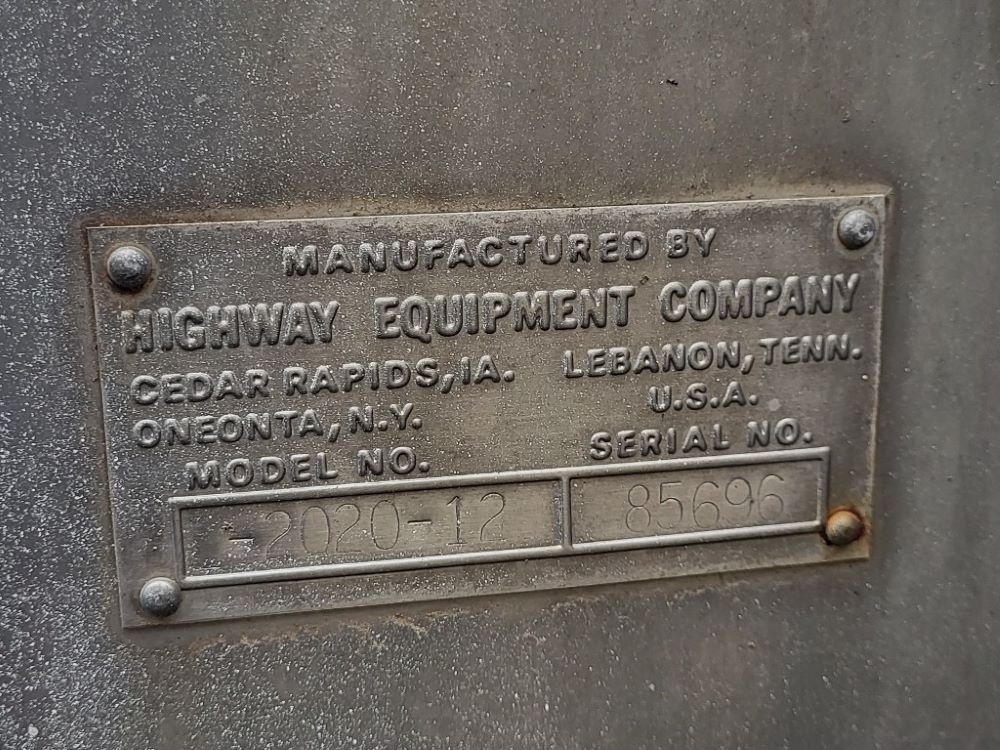 MANUFACTURED BY
HIGHWAY EQUIPMENT COMPANY
CEDAR RAPIDS, IA. LEBANON, TENN.
ONEONTA, N.Y. U.S.A.
MODEL NO. SERIAL NO.
-2020-12 85696